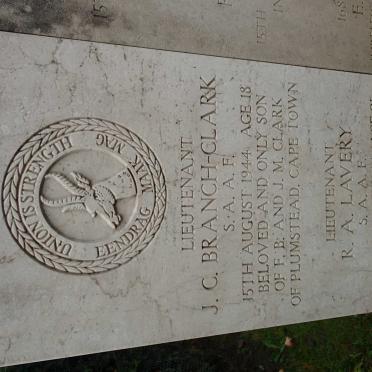 UNION IS STRENGTH
EENDRAG MAAK MAG
LIEUTENANT
J. C. BRANCH-CLARK
S. A. A. F.
15TH AUGUST 1944 AGE 18
BELOVED AND ONLY SON
OF F. B. AND J. M. CLARK
OF PLUMSTEAD, CAPE TOWN
LIEUTENANT
R. A. LAVERY
S. A. A. F.
15TH